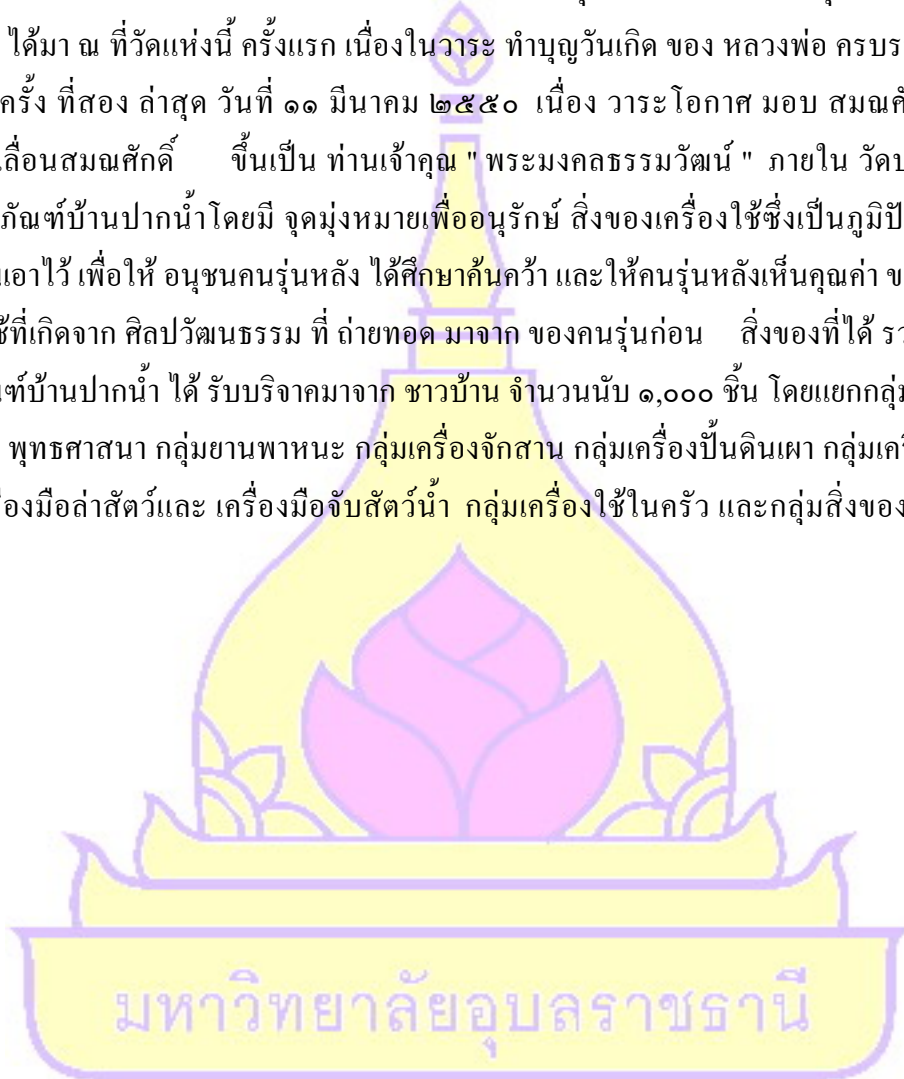 ได้มา ณ ที่วัดแห่งนี้ ครั้งแรก เนื่องในวาระ ทำบุญวันเกิด ของ หลวงพ่อ ครบร
ครั้ง ที่สอง ล่าสุด วันที่ ๑๑ มีนาคม ๒๕๕๐ เนื่อง วาระโอกาส มอบ สมณศั
ลื่อนสมณศักดิ์ ขึ้นเป็น ท่านเจ้าคุณ " พระมงคลธรรมวัฒน์ " ภายใน วัดบ
ภัณฑ์บ้านปากน้ำโดยมี จุดมุ่งหมายเพื่ออนุรักษ์ สิ่งของเครื่องใช้ซึ่งเป็นภูมิปั
เอาไว้ เพื่อให้ อนุชนคนรุ่นหลัง ได้ศึกษาค้นคว้า และให้คนรุ่นหลังเห็นคุณค่า ข
ช้ที่เกิดจาก ศิลปวัฒนธรรม ที่ ถ่ายทอด มาจาก ของคนรุ่นก่อน สิ่งของที่ได้ รว
ฑ์บ้านปากน้ำ ได้ รับบริจาคมาจาก ชาวบ้าน จำนวนนับ ๑,๐๐๐ ชิ้น โดยแยกกลุ่ม
พุทธศาสนา กลุ่มยานพาหนะ กลุ่มเครื่องจักสาน กลุ่มเครื่องปั้นดินเผา กลุ่มเค
องมือล่าสัตว์และ เครื่องมือจับสัตว์น้ำ กลุ่มเครื่องใช้ในครัว และกลุ่มสิ่งของ
มหาวิทยาลัยอุบลราชธานี